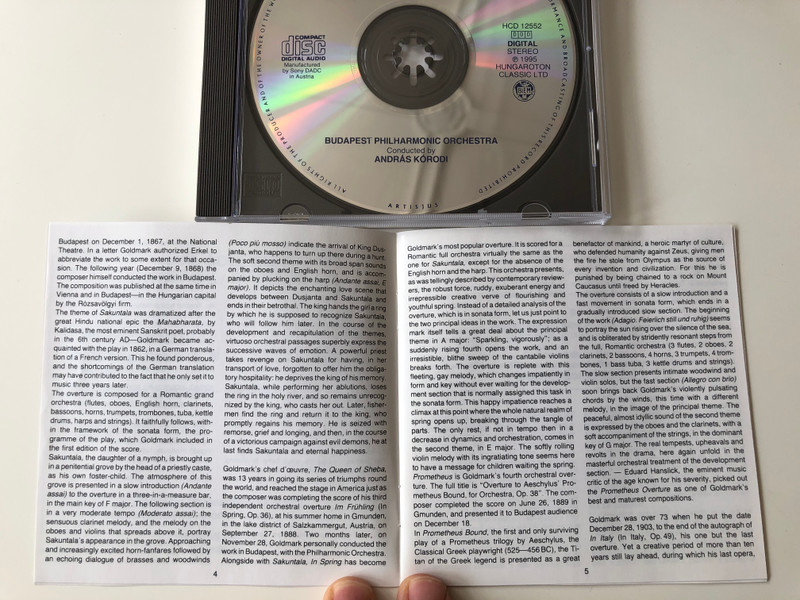 HCD 12552
DDD
DIGITAL
STEREO
℗ 1995
HUNGAROTON
CLASSIC LTD
COMPACT
disc
DIGITAL AUDIO
Manufactured
by Sony DADC
in Austria
BUDAPEST PHILHARMONIC ORCHESTRA
Conducted by
ANDRÁS KÓRODI
ALL RIGHTS OF THE PRODUCER AND OF THE OWNER OF THE
PERFORMANCE AND BROADCASTING OF THIS RECORD PROHIBITED
ARTISJUS
Budapest on December 1, 1867, at the National
Theatre. In a letter Goldmark authorized Erkel to
abbreviate the work to some extent for that occa-
sion. The following year (December 9, 1868) the
composer himself conducted the work in Budapest.
The composition was published at the same time in
Vienna and in Budapest—in the Hungarian capital
by the Rózsavölgyi firm.
The theme of Sakuntala was dramatized after the
great Hindu national epic the Mahabharata, by
Kalidasa, the most eminent Sanskrit poet, probably
in the 6th century AD—Goldmark became ac-
quainted with the play in 1862, in a German transla-
tion of a French version. This he found ponderous,
and the shortcomings of the German translation
may have contributed to the fact that he only set it to
music three years later.
The overture is composed for a Romantic grand
orchestra (flutes, oboes, English horn, clarinets,
bassoons, horns, trumpets, trombones, tuba, kettle
drums, harps and strings). It faithfully follows, with-
in the framework of the sonata form, the pro-
gramme of the play, which Goldmark included in
the first edition of the score.
Sakuntala, the daughter of a nymph, is brought up
in a penitential grove by the head of a priestly caste,
as his own foster-child. The atmosphere of this
grove is presented in a slow introduction (Andante
assai) to the overture in a three-in-a-measure bar,
in the main key of F major. The following section is
in a very moderate tempo (Moderato assai); the
sensuous clarinet melody, and the melody on the
oboes and violins that spreads above it, portray
Sakuntala's appearance in the grove. Approaching
and increasingly excited horn-fanfares followed by
an echoing dialogue of brasses and woodwinds
4
(Poco più mosso) indicate the arrival of King Dus-
janta, who happens to turn up there during a hunt.
The soft second theme with its broad span sounds
on the oboes and English horn, and is accom-
panied by plucking on the harp (Andante assai, E
major). It depicts the enchanting love scene that
develops between Dusjanta and Sakuntala and
ends in their betrothal. The king hands the girl a ring
by which he is supposed to recognize Sakuntala,
who will follow him later. In the course of the
development and recapitulation of the themes,
virtuoso orchestral passages superbly express the
successive waves of emotion. A powerful priest
takes revenge on Sakuntala for having, in her
transport of love, forgotten to offer him the obliga-
tory hospitality: he deprives the king of his memory.
Sakuntala, while performing her ablutions, loses
the ring in the holy river, and so remains unrecog-
nized by the king, who casts her out. Later, fisher-
men find the ring and return it to the king, who
promptly regains his memory. He is seized with
remorse, grief and longing, and then, in the course
of a victorious campaign against evil demons, he at
last finds Sakuntala and eternal happiness.
Goldmark's chef d'œuvre, The Queen of Sheba,
was 13 years in going its series of triumphs round
the world, and reached the stage in America just as
the composer was completing the score of his third
independent orchestral overture Im Frühling (In
Spring, Op. 36), at his summer home in Gmunden,
in the lake district of Salzkammergut, Austria, on
September 27, 1888. Two months later, on
November 28, Goldmark personally conducted the
work in Budapest, with the Philharmonic Orchestra.
Alongside with Sakuntala, In Spring has become
Goldmark's most popular overture. It is scored for a
Romantic full orchestra virtually the same as the
one for Sakuntala, except for the absence of the
English horn and the harp. This orchestra presents,
as was tellingly described by contemporary review-
ers, the robust force, ruddy, exuberant energy and
irrepressible creative verve of flourishing and
youthful spring. Instead of a detailed analysis of the
overture, which is in sonata form, let us just point to
the two principal ideas in the work. The expression
mark itself tells a great deal about the principal
theme in A major: "Sparkling, vigorously"; as a
suddenly rising fourth opens the work, and an
irresistible, blithe sweep of the cantabile violins
breaks forth. The overture is replete with this
fleeting, gay melody, which changes impatiently in
form and key without ever waiting for the develop-
ment section that is normally assigned this task in
the sonata form. This happy impatience reaches a
climax at this point where the whole natural realm of
spring opens up, breaking through the tangle of
parts. The only rest, if not in tempo then in a
decrease in dynamics and orchestration, comes in
the second theme, in E major. The softly rolling
violin melody with its ingratiating tone seems here
to have a message for children waiting the spring.
Prometheus is Goldmark's fourth orchestral over-
ture. The full title is "Overture to Aeschylus' Pro-
metheus Bound, for Orchestra, Op. 38" The com-
poser completed the score on June 26, 1889 in
Gmunden, and presented it to Budapest audience
on December 18.
In Prometheus Bound, the first and only surviving
play of a Prometheus trilogy by Aeschylus, the
Classical Greek playwright (525—456 BC), the Ti-
tan of the Greek legend is presented as a great
benefactor of mankind, a heroic martyr of culture,
who defended humanity against Zeus, giving men
the fire he stole from Olympus as the source of
every invention and civilization. For this he is
punished by being chained to a rock on Mount
Caucasus until freed by Heracles.
The overture consists of a slow introduction and a
fast movement in sonata form, which ends in a
gradually introduced slow section. The beginning
of the work (Adagio. Feierlich still und ruhig) seems
to portray the sun rising over the silence of the sea,
and is obliterated by stridently resonant steps from
the full, Romantic orchestra (3 flutes, 2 oboes, 2
clarinets, 2 bassoons, 4 horns, 3 trumpets, 4 trom-
bones, 1 bass tuba, 3 kettle drums and strings).
The slow section presents intimate woodwind and
violin solos, but the fast section (Allegro con brio)
soon brings back Goldmark's violently pulsating
chords by the winds, this time with a different
melody, in the image of the principal theme. The
peaceful, almost idyllic sound of the second theme
is expressed by the oboes and the clarinets, with a
soft accompaniment of the strings, in the dominant
key of G major. The real tempests, upheavals and
revolts in the drama, here again unfold in the
masterful orchestral treatment of the development
section. — Eduard Hanslick, the eminent music
critic of the age known for his severity, picked out
the Prometheus Overture as one of Goldmark's
best and maturest compositions.
Goldmark was over 73 when he put the date
December 28, 1903, to the end of the autograph of
In Italy (In Italy, Op.49), his one but the last
overture. Yet a creative period of more than ten
years still lay ahead, during which his last opera,
5